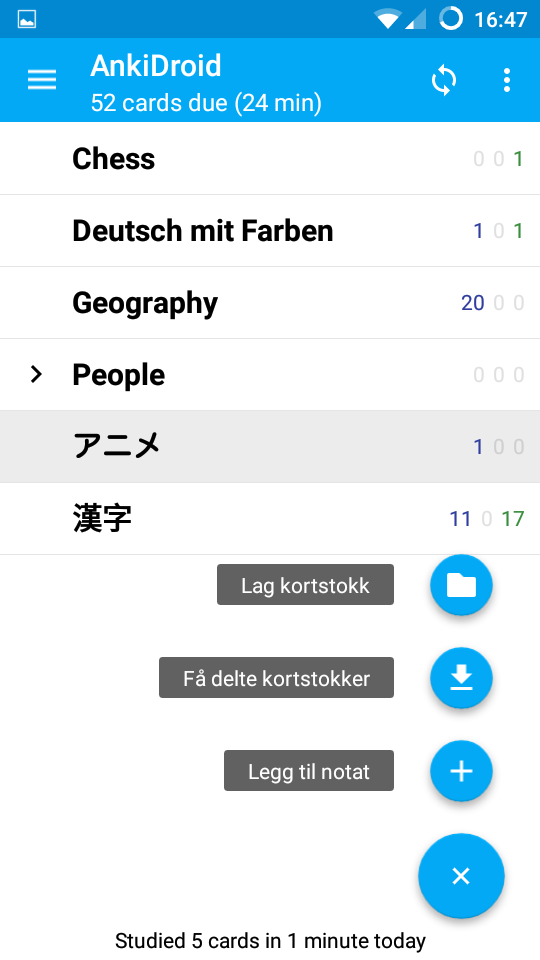 16:47
AnkiDroid
52 cards due (24 min)
Chess 0 0 1
Deutsch mit Farben 1 0 1
Geography 20 0 0
People 0 0 0
アニメ 1 0 0
漢字 11 0 17
Lag kortstokk
Få delte kortstokker
Legg til notat
Studied 5 cards in 1 minute today